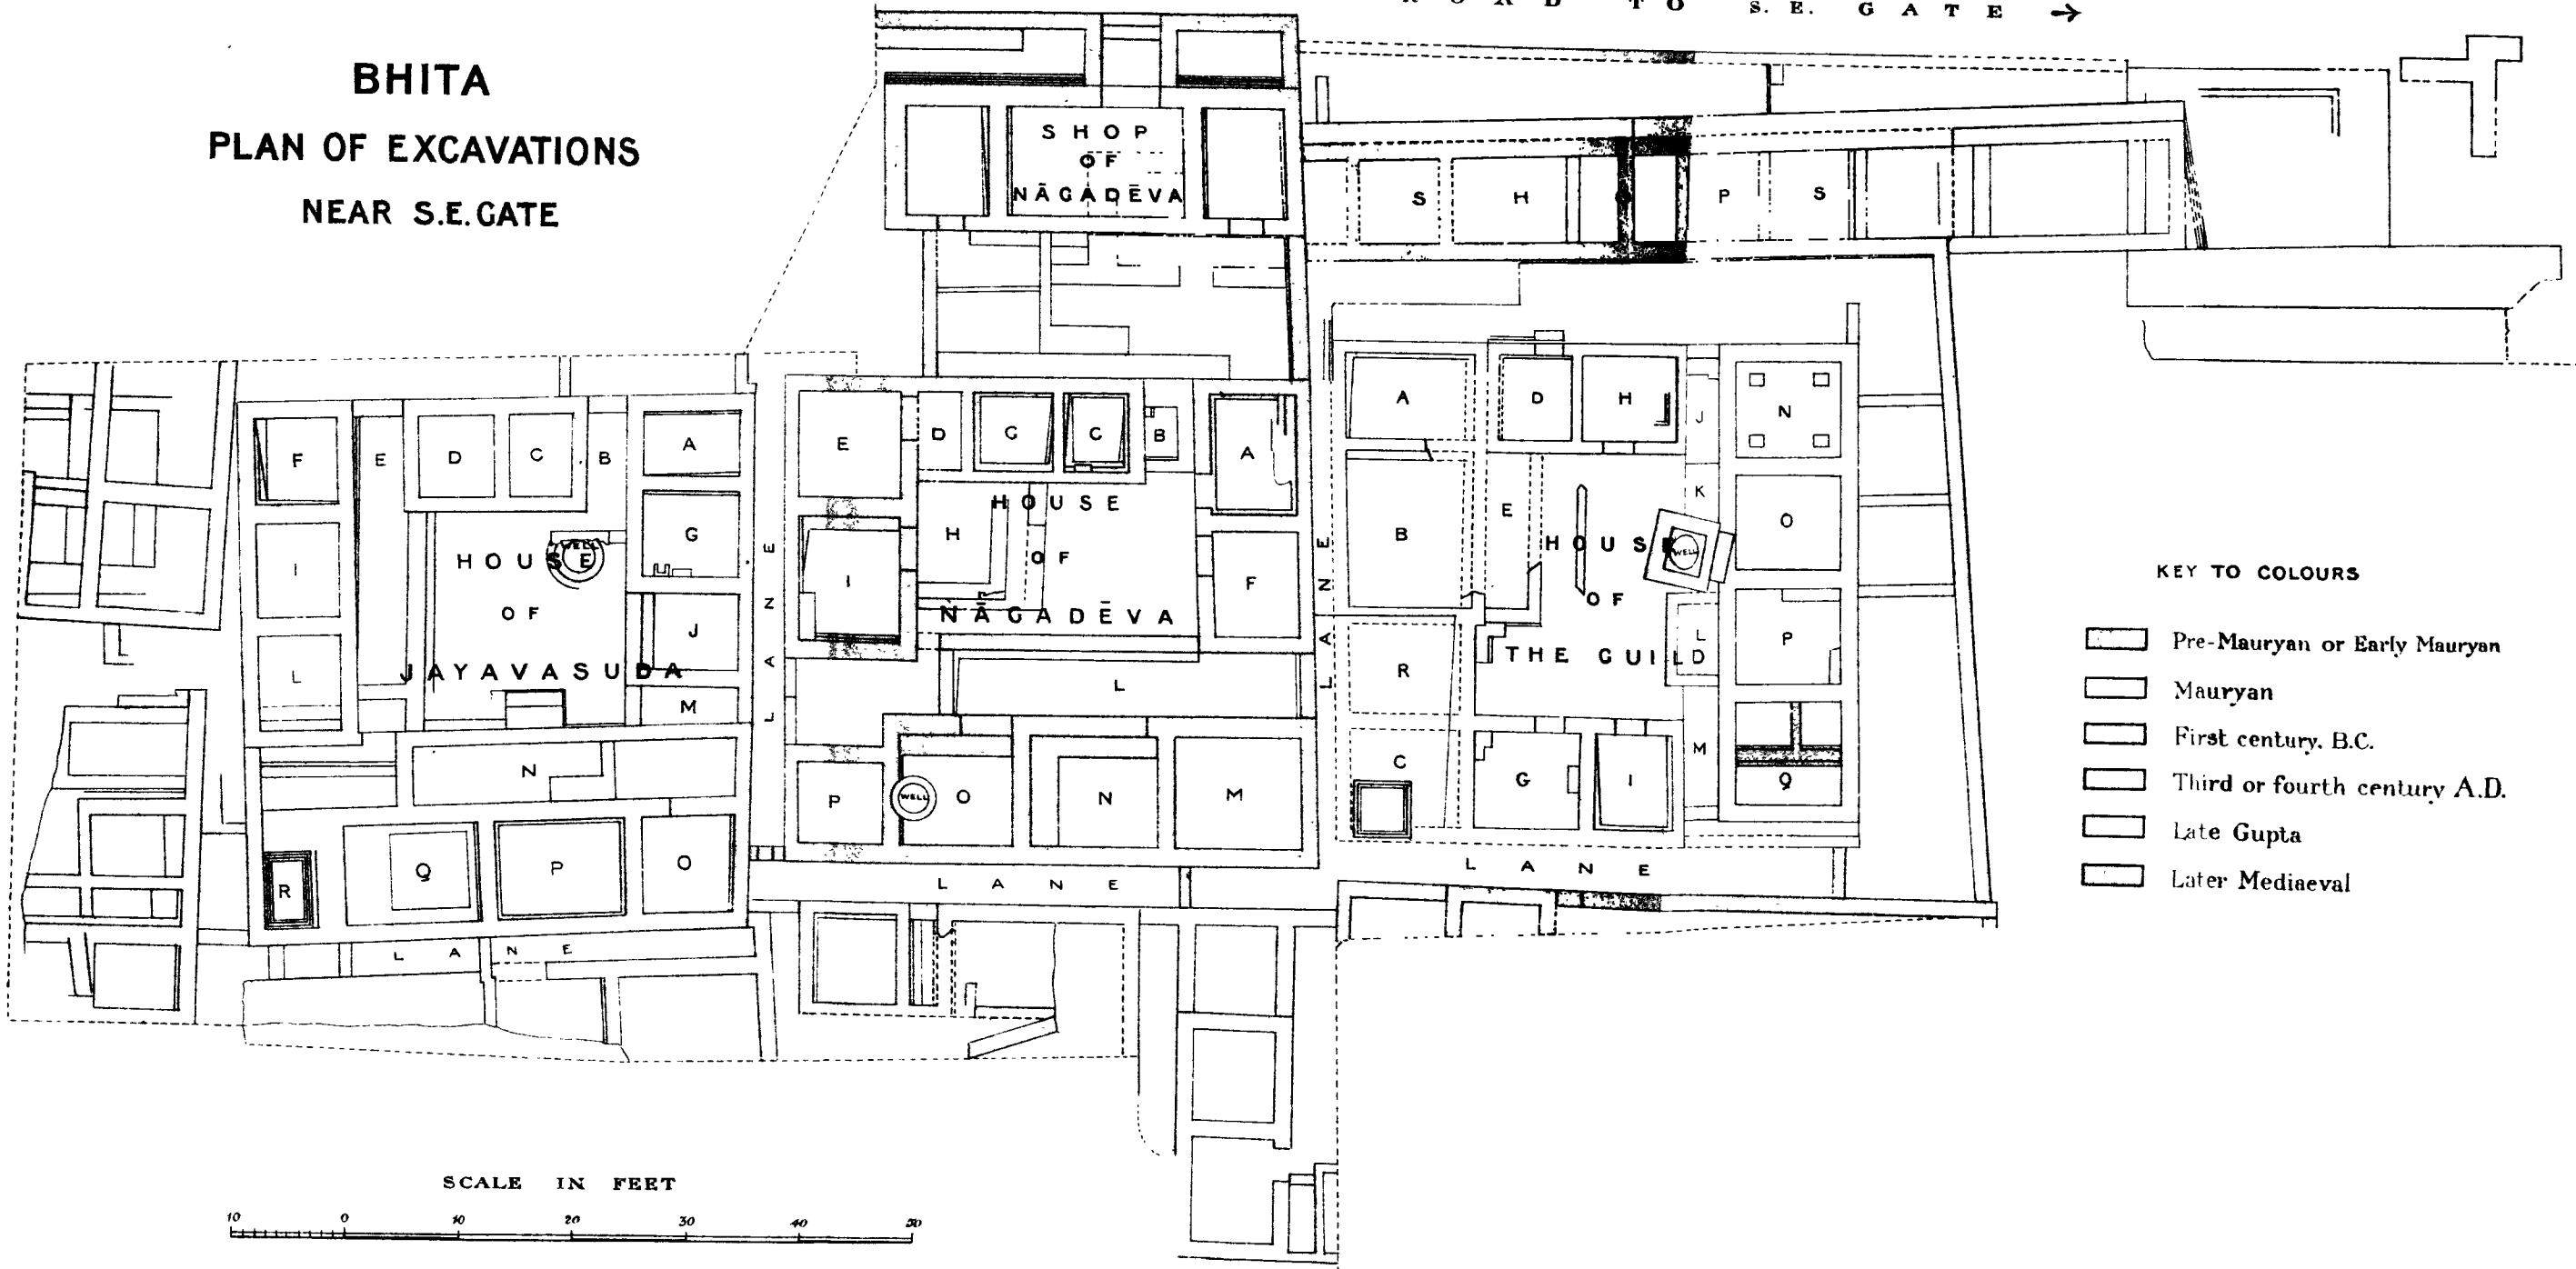 ROAD TO S.E. GATE →
BHITA
PLAN OF EXCAVATIONS
NEAR S.E. GATE
SHOP
OF
NĀGADĒVA
S H O P S
F
E
D
C
B
A
I
G
L
J
M
WELL
HOUSE
OF
JAYAVASUDA
N
R
Q
P
O
LANE
LANE
E
D
G
C
B
A
H
I
F
HOUSE
OF
NĀGADĒVA
L
P
WELL
O
N
M
LANE
LANE
A
D
H
J
N
B
E
K
O
WELL
HOUSE
OF
THE GUILD
L
P
R
C
G
I
M
Q
LANE
KEY TO COLOURS
Pre-Mauryan or Early Mauryan
Mauryan
First century. B.C.
Third or fourth century A.D.
Late Gupta
Later Mediaeval
SCALE IN FEET
10 0 10 20 30 40 50